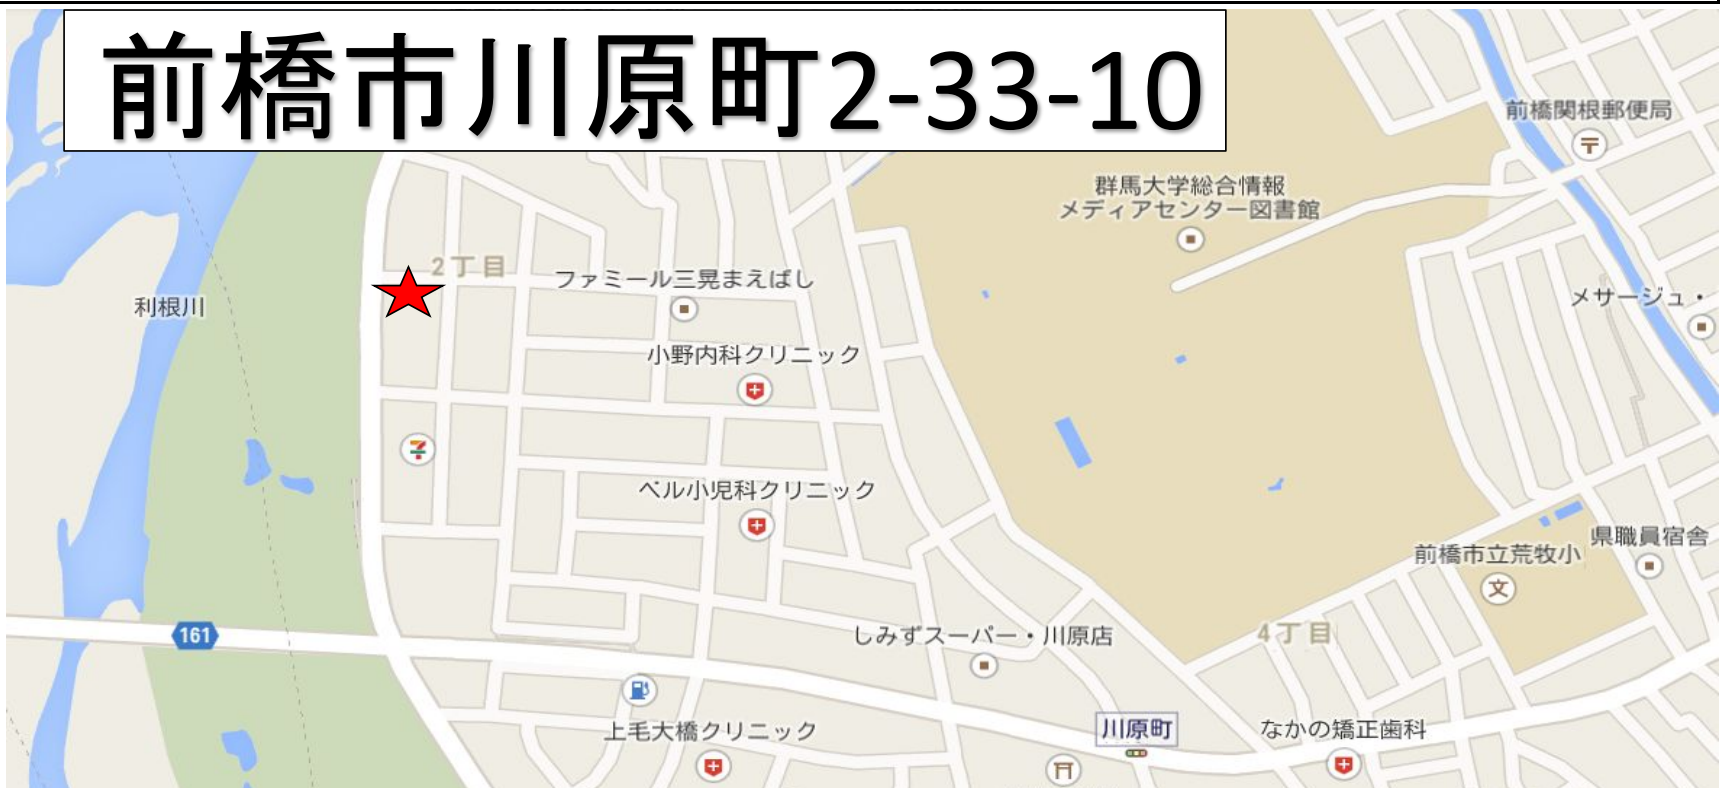 前橋市川原町2-33-10
前橋関根郵便局
〒
群馬大学総合情報
メディアセンター図書館
2丁目
ファミール三晃まえばし
利根川
メサージュ・
小野内科クリニック
7
ベル小児科クリニック
県職員宿舎
前橋市立荒牧小
文
161
しみずスーパー・川原店
4丁目
上毛大橋クリニック
川原町
なかの矯正歯科